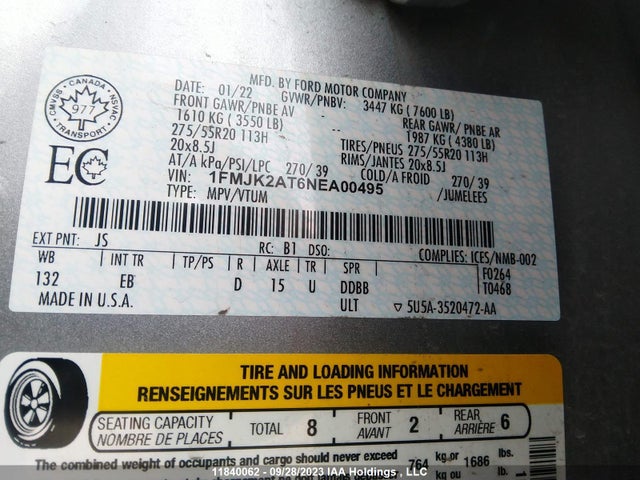 CMVSS · CANADA · NSVAC
977
TRANSPORT
EC
MFD. BY FORD MOTOR COMPANY
DATE: 01/22 GVWR/PNBV: 3447 KG ( 7600 LB)
FRONT GAWR/PNBE AV REAR GAWR/ PNBE AR
1610 KG ( 3550 LB) 1987 KG ( 4380 LB)
275/55R20 113H TIRES/PNEUS 275/55R20 113H
20x8.5J RIMS/JANTES 20x8.5J
AT/A kPa/PSI/LPC 270/ 39 COLD/A FROID 270/ 39
VIN: 1FMJK2AT6NEA00495 /JUMELEES
TYPE: MPV/VTUM
EXT PNT: JS RC: B1 DSO: COMPLIES: ICES/NMB-002
WB INT TR TP/PS R AXLE TR SPR F0264
132 EB D 15 U DDBB T0468
MADE IN U.S.A. ULT ▽ 5U5A-3520472-AA
TIRE AND LOADING INFORMATION
RENSEIGNEMENTS SUR LES PNEUS ET LE CHARGEMENT
SEATING CAPACITY TOTAL 8 FRONT 2 REAR 6
NOMBRE DE PLACES AVANT ARRIÈRE
The combined weight of occupants and cargo should never exceed 764 kg or 1686 lbs.
kg ou
11840062 - 09/28/2023 IAA Holdings , LLC